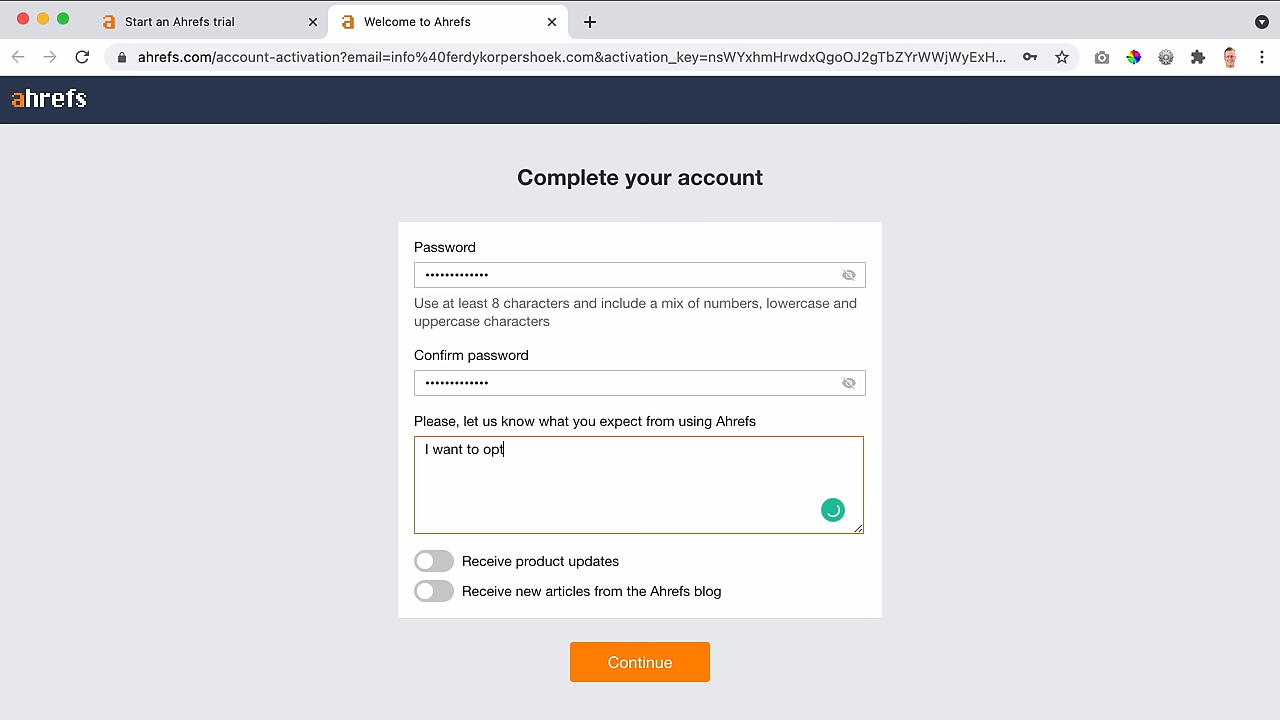 Start an Ahrefs trial
Welcome to Ahrefs
ahrefs.com/account-activation?email=info%40ferdykorpershoek.com&activation_key=nsWYxhmHrwdxQgoOJ2gTbZYrWWjWyExH...
ahrefs
Complete your account
Password
•••••••••••••
Use at least 8 characters and include a mix of numbers, lowercase and
uppercase characters
Confirm password
•••••••••••••
Please, let us know what you expect from using Ahrefs
I want to opt
Receive product updates
Receive new articles from the Ahrefs blog
Continue